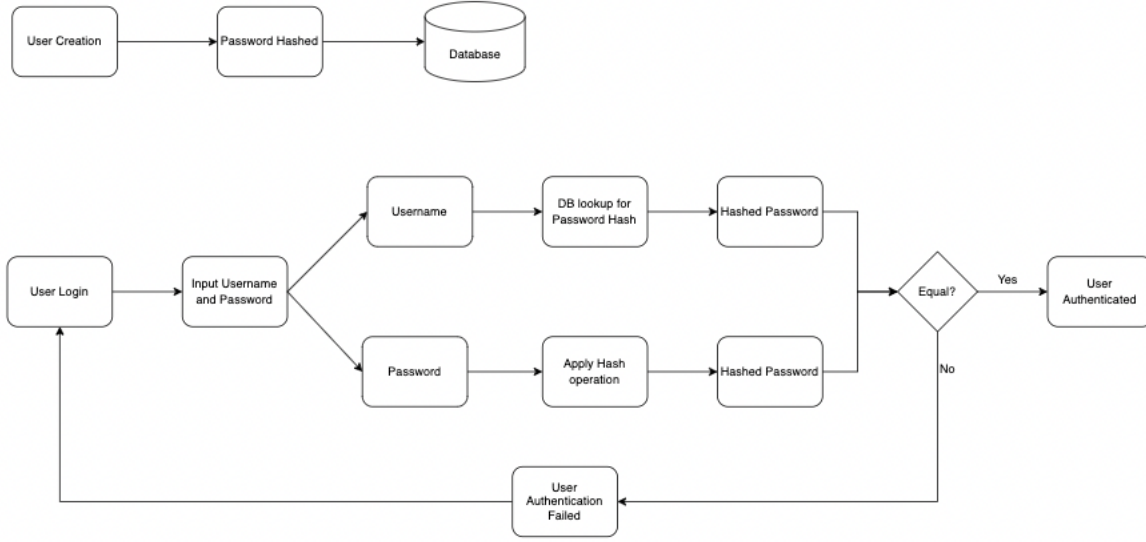 User Creation
Password Hashed
Database
Username
DB lookup for
Password Hash
Hashed Password
User Login
Input Username
and Password
Equal?
Yes
User
Authenticated
Password
Apply Hash
operation
Hashed Password
No
User
Authentication
Failed